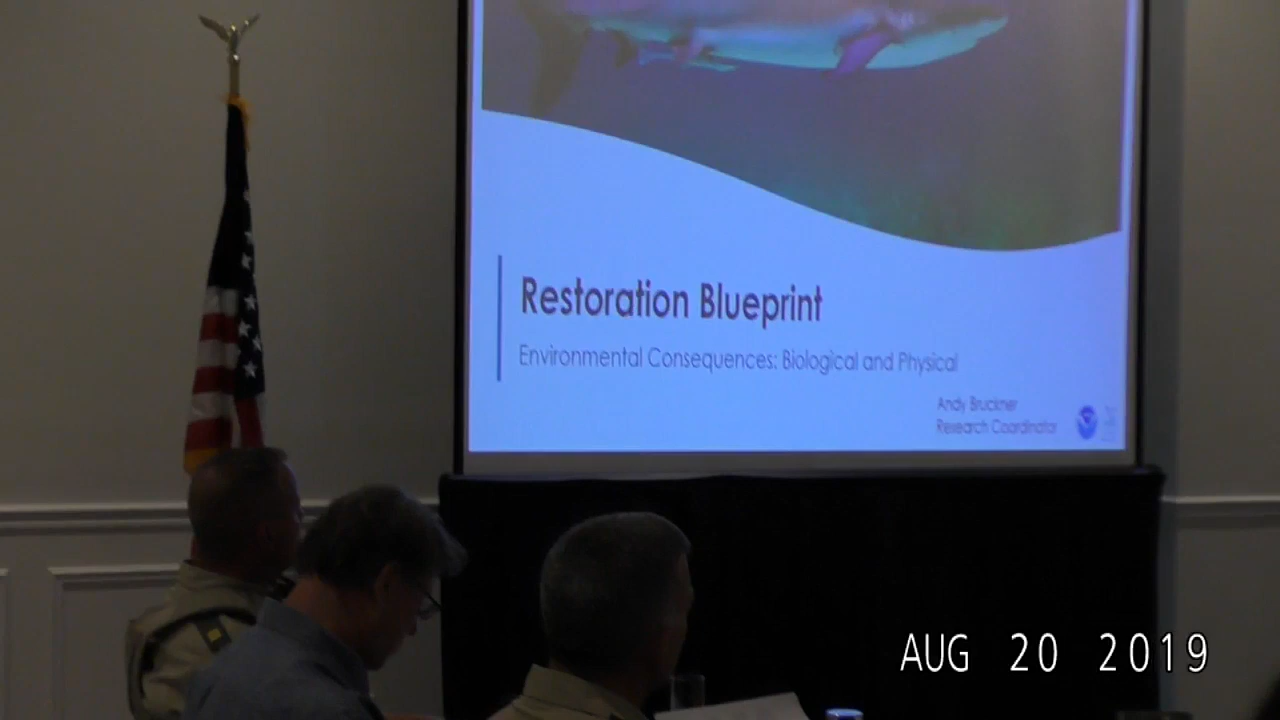 Restoration Blueprint
Environmental Consequences: Biological and Physical
Andy Bruckner
Research Coordinator
AUG 20 2019